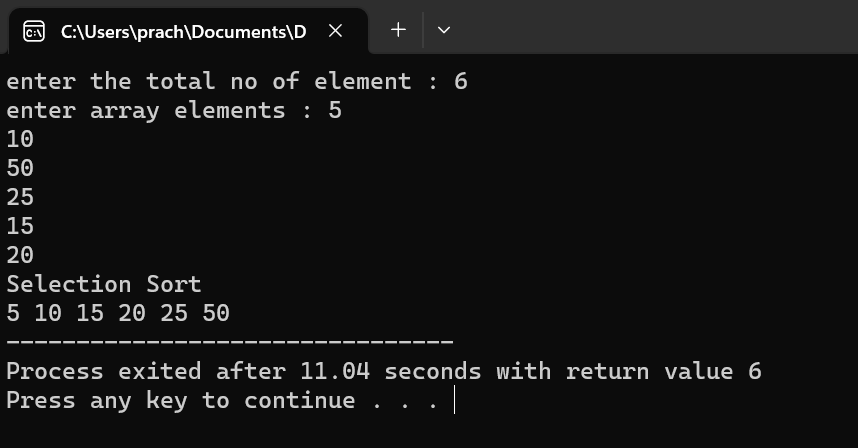 C:\Users\prach\Documents\D
enter the total no of element : 6
enter array elements : 5
10
50
25
15
20
Selection Sort
5 10 15 20 25 50
--------------------------------
Process exited after 11.04 seconds with return value 6
Press any key to continue . . .